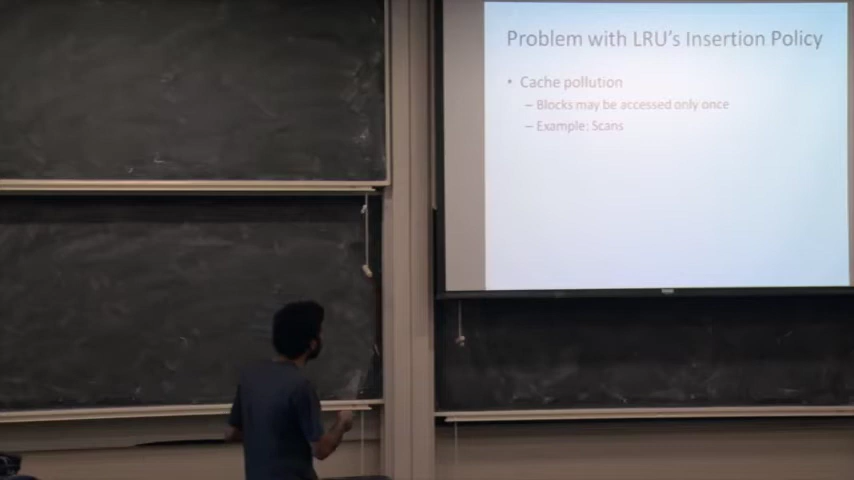 Problem with LRU's Insertion Policy
• Cache pollution
– Blocks may be accessed only once
– Example: Scans